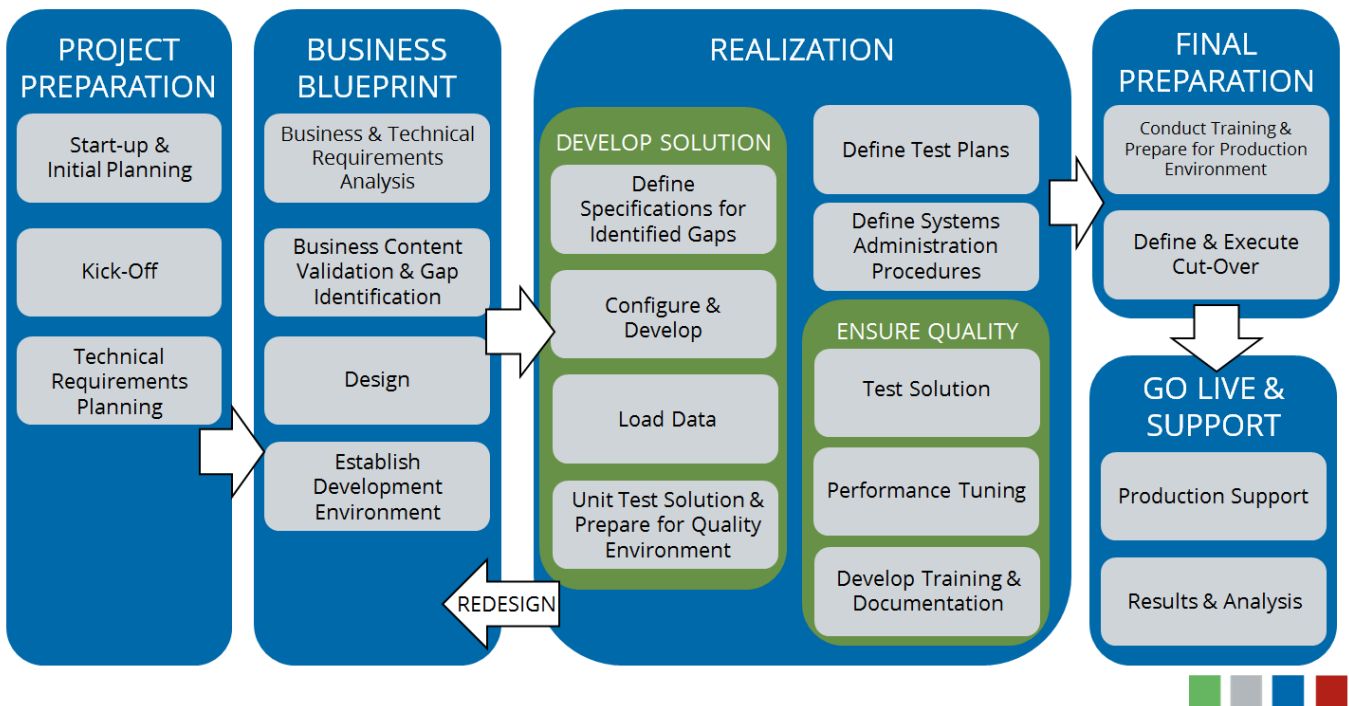 PROJECT
PREPARATION
Start-up &
Initial Planning
Kick-Off
Technical
Requirements
Planning
BUSINESS
BLUEPRINT
Business & Technical
Requirements
Analysis
Business Content
Validation & Gap
Identification
Design
Establish
Development
Environment
REALIZATION
DEVELOP SOLUTION
Define
Specifications for
Identified Gaps
Configure &
Develop
Load Data
Unit Test Solution &
Prepare for Quality
Environment
REDESIGN
Define Test Plans
Define Systems
Administration
Procedures
ENSURE QUALITY
Test Solution
Performance Tuning
Develop Training &
Documentation
FINAL
PREPARATION
Conduct Training &
Prepare for Production
Environment
Define & Execute
Cut-Over
GO LIVE &
SUPPORT
Production Support
Results & Analysis